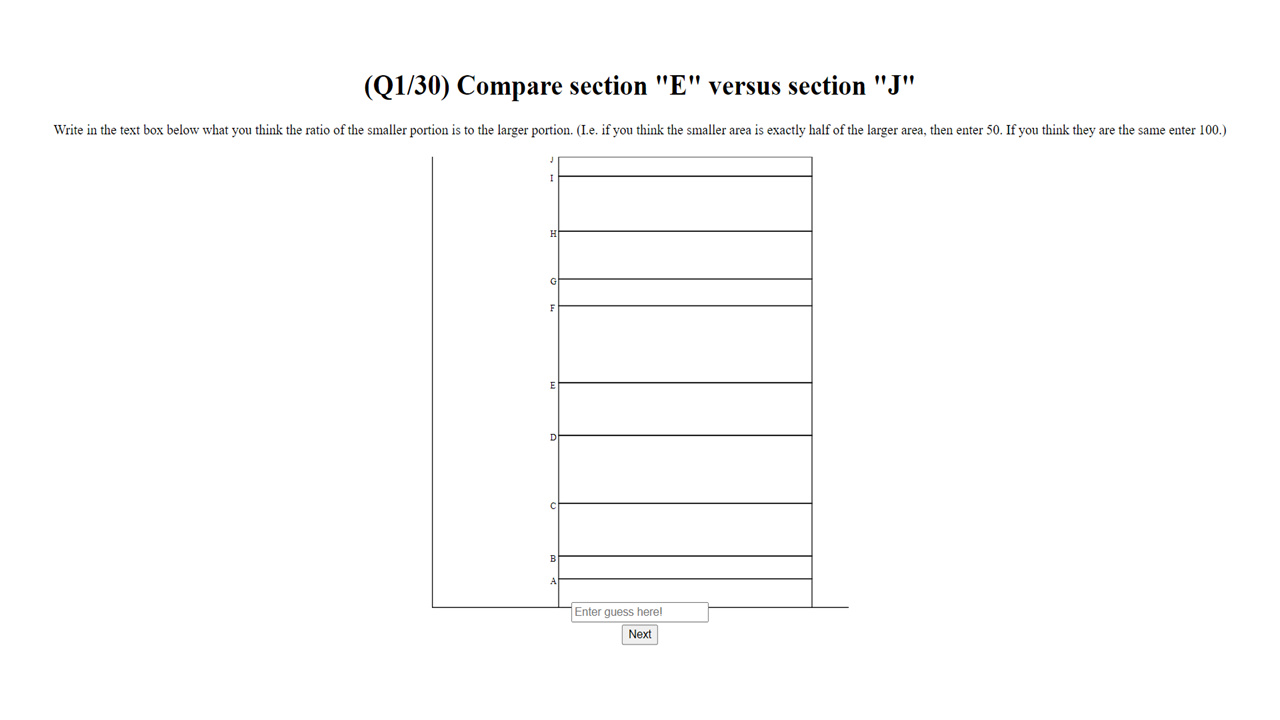 (Q1/30) Compare section "E" versus section "J"
Write in the text box below what you think the ratio of the smaller portion is to the larger portion. (I.e. if you think the smaller area is exactly half of the larger area, then enter 50. If you think they are the same enter 100.)
J
I
H
G
F
E
D
C
B
A
Enter guess here!
Next